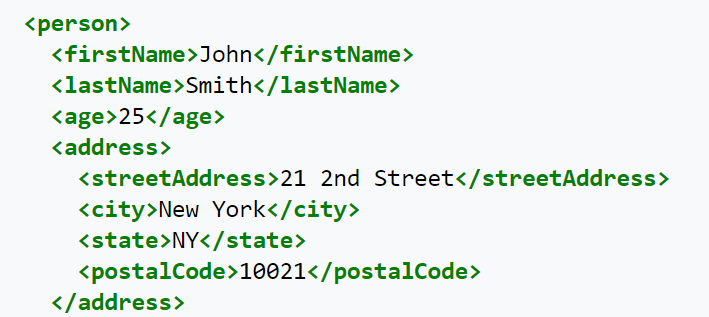 <person>
  <firstName>John</firstName>
  <lastName>Smith</lastName>
  <age>25</age>
  <address>
    <streetAddress>21 2nd Street</streetAddress>
    <city>New York</city>
    <state>NY</state>
    <postalCode>10021</postalCode>
  </address>